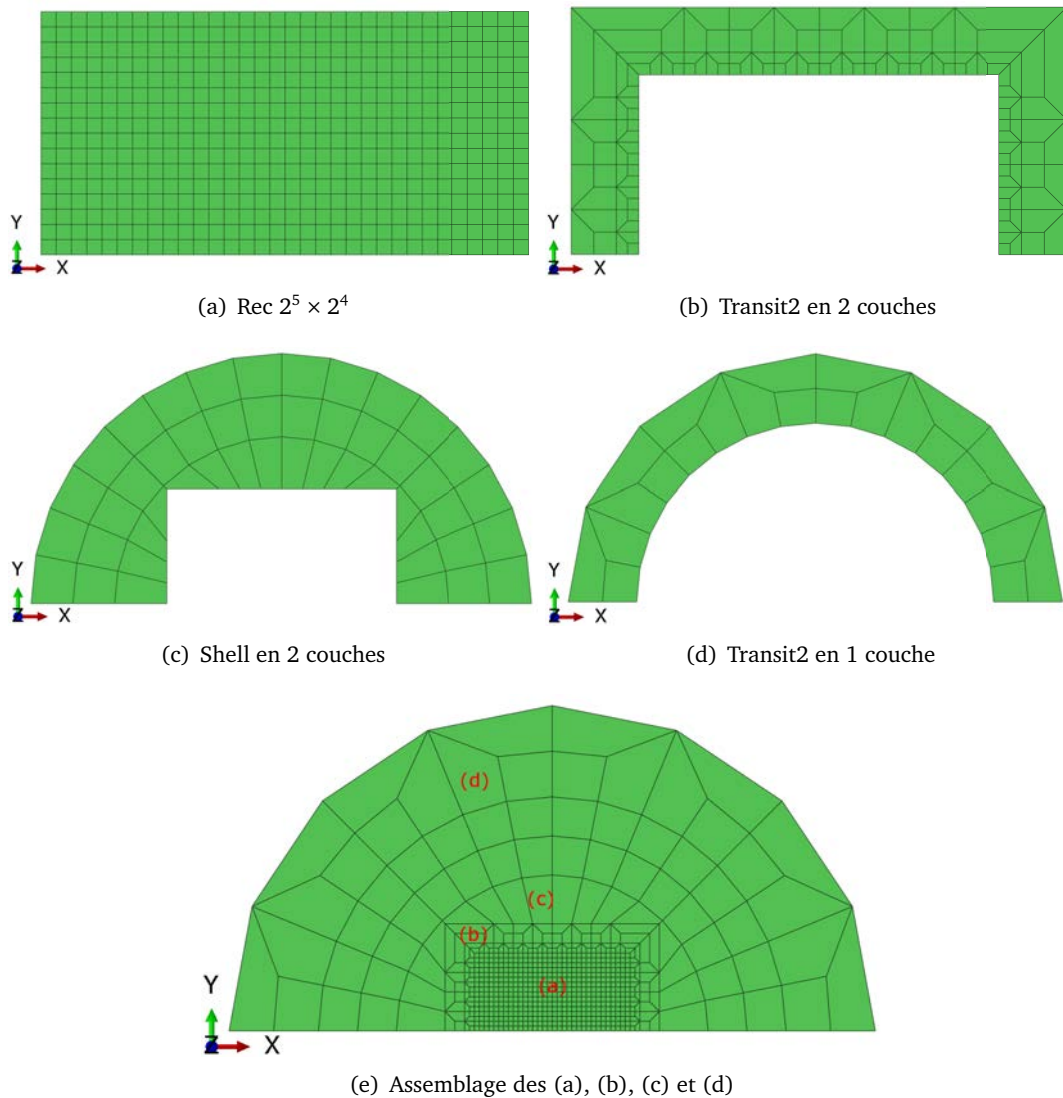 Y
Z
X
Y
Z
X
(a) Rec 2⁵ × 2⁴
(b) Transit2 en 2 couches
Y
Z
X
Y
Z
X
(c) Shell en 2 couches
(d) Transit2 en 1 couche
(d)
(c)
(b)
(a)
Y
Z
X
(e) Assemblage des (a), (b), (c) et (d)